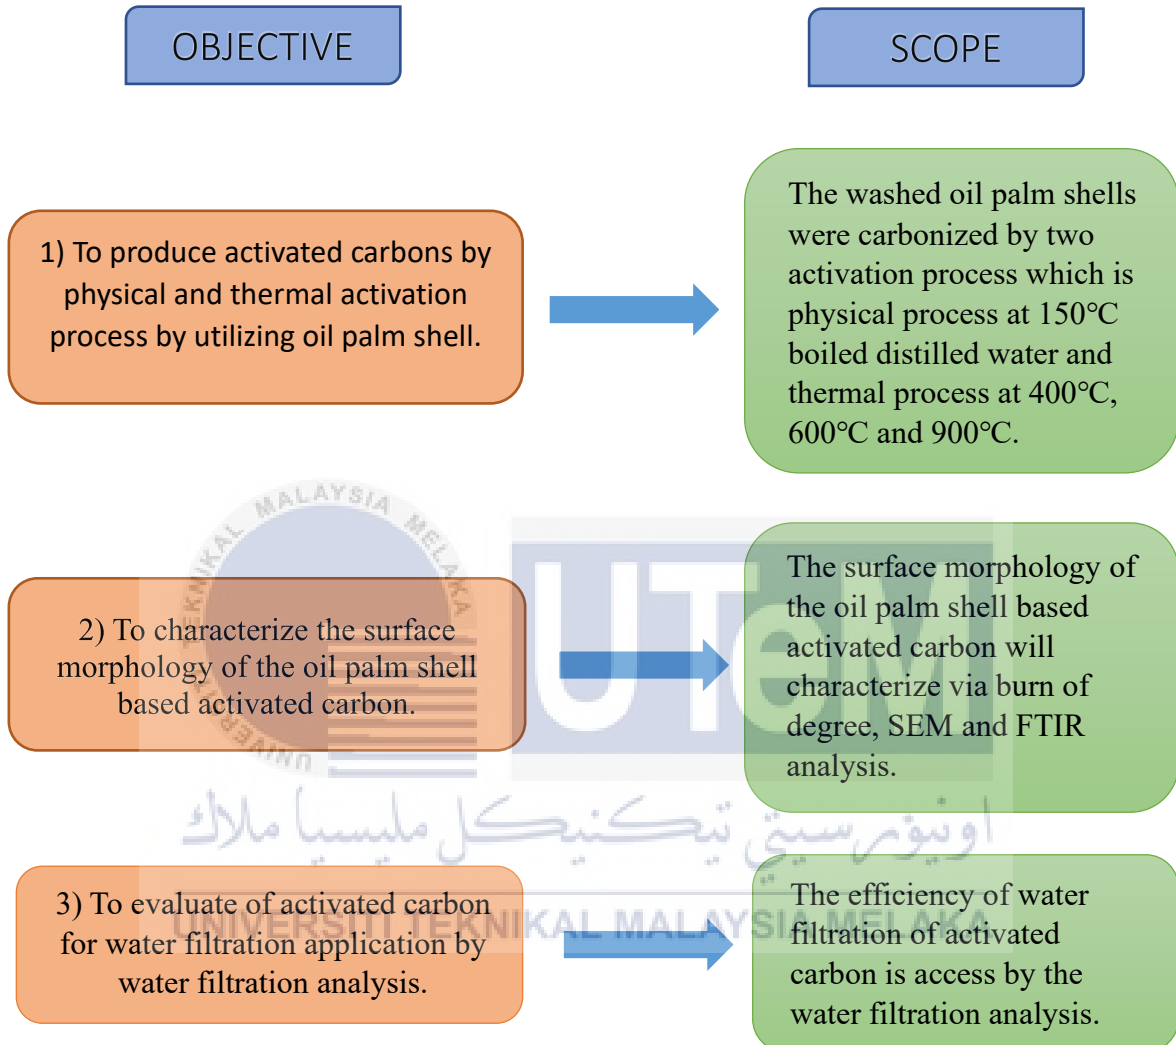 OBJECTIVE
SCOPE
1) To produce activated carbons by
physical and thermal activation
process by utilizing oil palm shell.
The washed oil palm shells
were carbonized by two
activation process which is
physical process at 150℃
boiled distilled water and
thermal process at 400℃,
600℃ and 900℃.
2) To characterize the surface
morphology of the oil palm shell
based activated carbon.
The surface morphology of
the oil palm shell based
activated carbon will
characterize via burn of
degree, SEM and FTIR
analysis.
3) To evaluate of activated carbon
for water filtration application by
water filtration analysis.
The efficiency of water
filtration of activated
carbon is access by the
water filtration analysis.
UNIVERSITI TEKNIKAL MALAYSIA MELAKA
UTeM
اونيۏرسيتي تيكنيكل مليسيا ملاك
UNIVERSITI TEKNIKAL MALAYSIA MELAKA